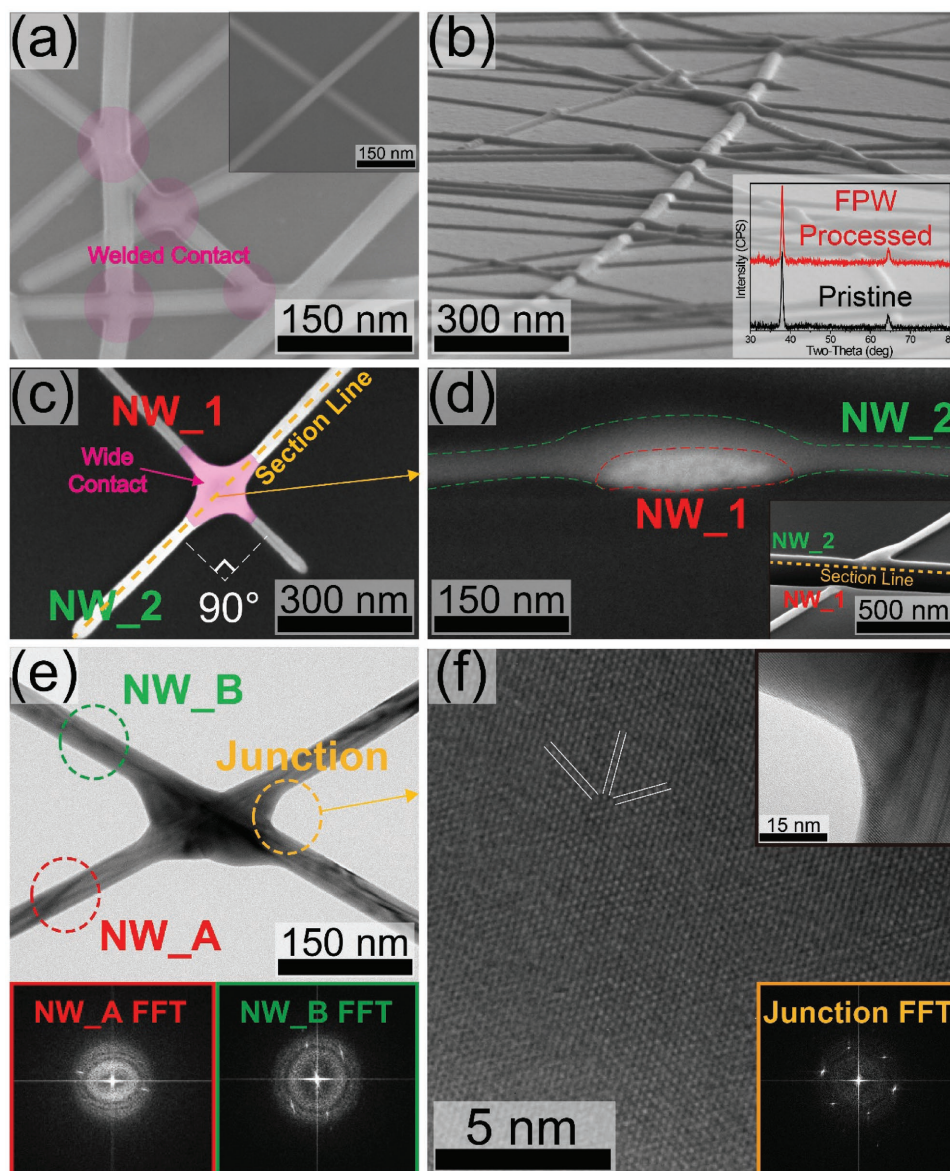 (a)
150 nm
Welded Contact
150 nm
(b)
Intensity (CPS)
FPW
Processed
Pristine
30 40 50 60 70 80
Two-Theta (deg)
300 nm
(c)
NW_1
Wide
Contact
Section Line
90°
NW_2
300 nm
(d)
NW_2
NW_1
150 nm
NW_2
Section Line
NW_1
500 nm
(e)
NW_B
Junction
NW_A
150 nm
NW_A FFT
NW_B FFT
(f)
15 nm
5 nm
Junction FFT